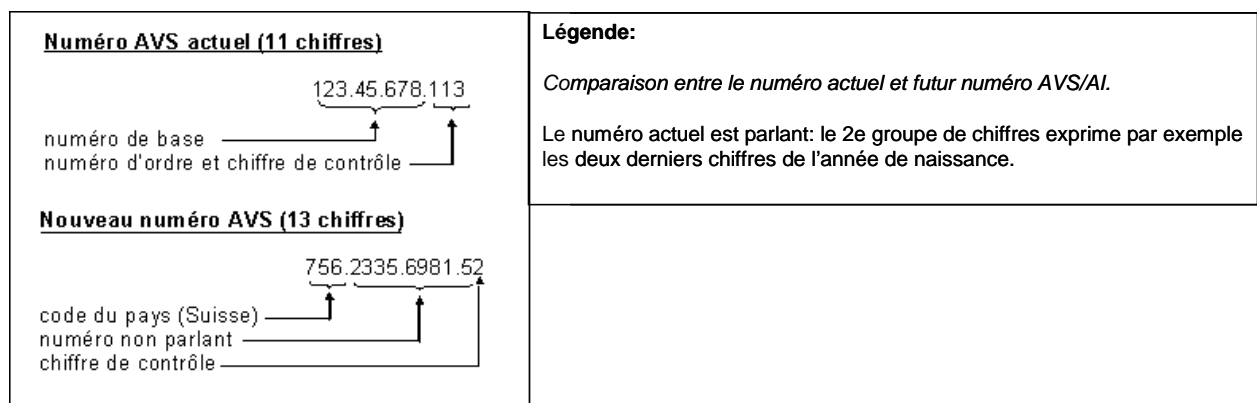 Numéro AVS actuel (11 chiffres)
123.45.678.113
numéro de base
numéro d'ordre et chiffre de contrôle
Nouveau numéro AVS (13 chiffres)
756.2335.6981.52
code du pays (Suisse)
numéro non parlant
chiffre de contrôle
Légende:
Comparaison entre le numéro actuel et futur numéro AVS/AI.
Le numéro actuel est parlant: le 2e groupe de chiffres exprime par exemple
les deux derniers chiffres de l'année de naissance.